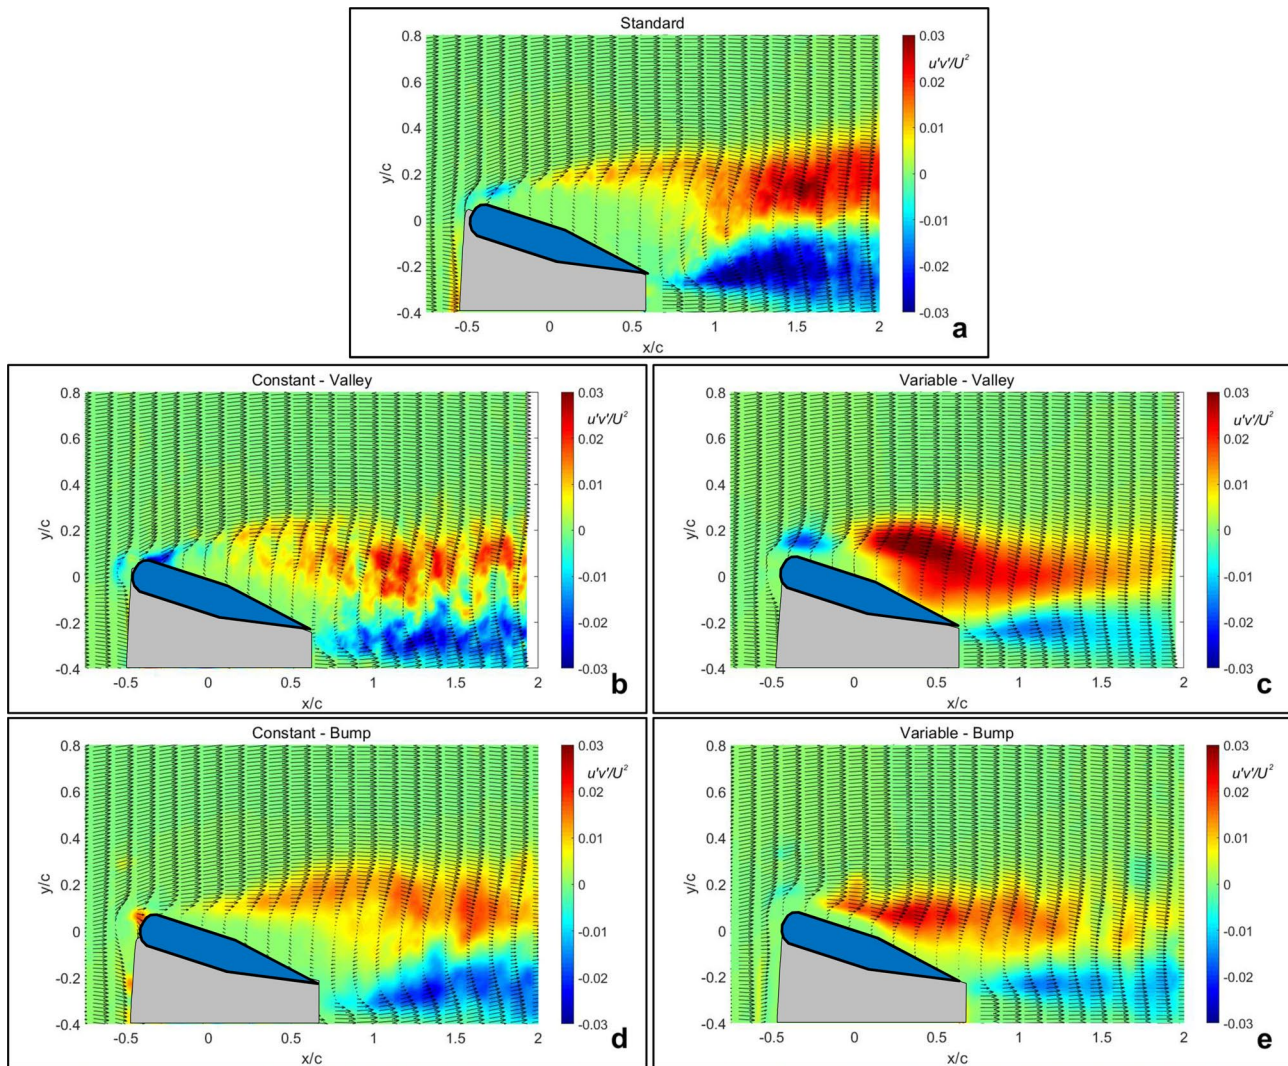 Standard
0.8
0.6
0.4
0.2
0
-0.2
-0.4
y/c
-0.5 0 0.5 1 1.5 2
x/c
0.03
u'v'/U²
0.02
0.01
0
-0.01
-0.02
-0.03
a
Constant - Valley
0.8
0.6
0.4
0.2
0
-0.2
-0.4
y/c
-0.5 0 0.5 1 1.5 2
x/c
0.03
u'v'/U²
0.02
0.01
0
-0.01
-0.02
-0.03
b
Variable - Valley
0.8
0.6
0.4
0.2
0
-0.2
-0.4
y/c
-0.5 0 0.5 1 1.5 2
x/c
0.03
u'v'/U²
0.02
0.01
0
-0.01
-0.02
-0.03
c
Constant - Bump
0.8
0.6
0.4
0.2
0
-0.2
-0.4
y/c
-0.5 0 0.5 1 1.5 2
x/c
0.03
u'v'/U²
0.02
0.01
0
-0.01
-0.02
-0.03
d
Variable - Bump
0.8
0.6
0.4
0.2
0
-0.2
-0.4
y/c
-0.5 0 0.5 1 1.5 2
x/c
0.03
u'v'/U²
0.02
0.01
0
-0.01
-0.02
-0.03
e